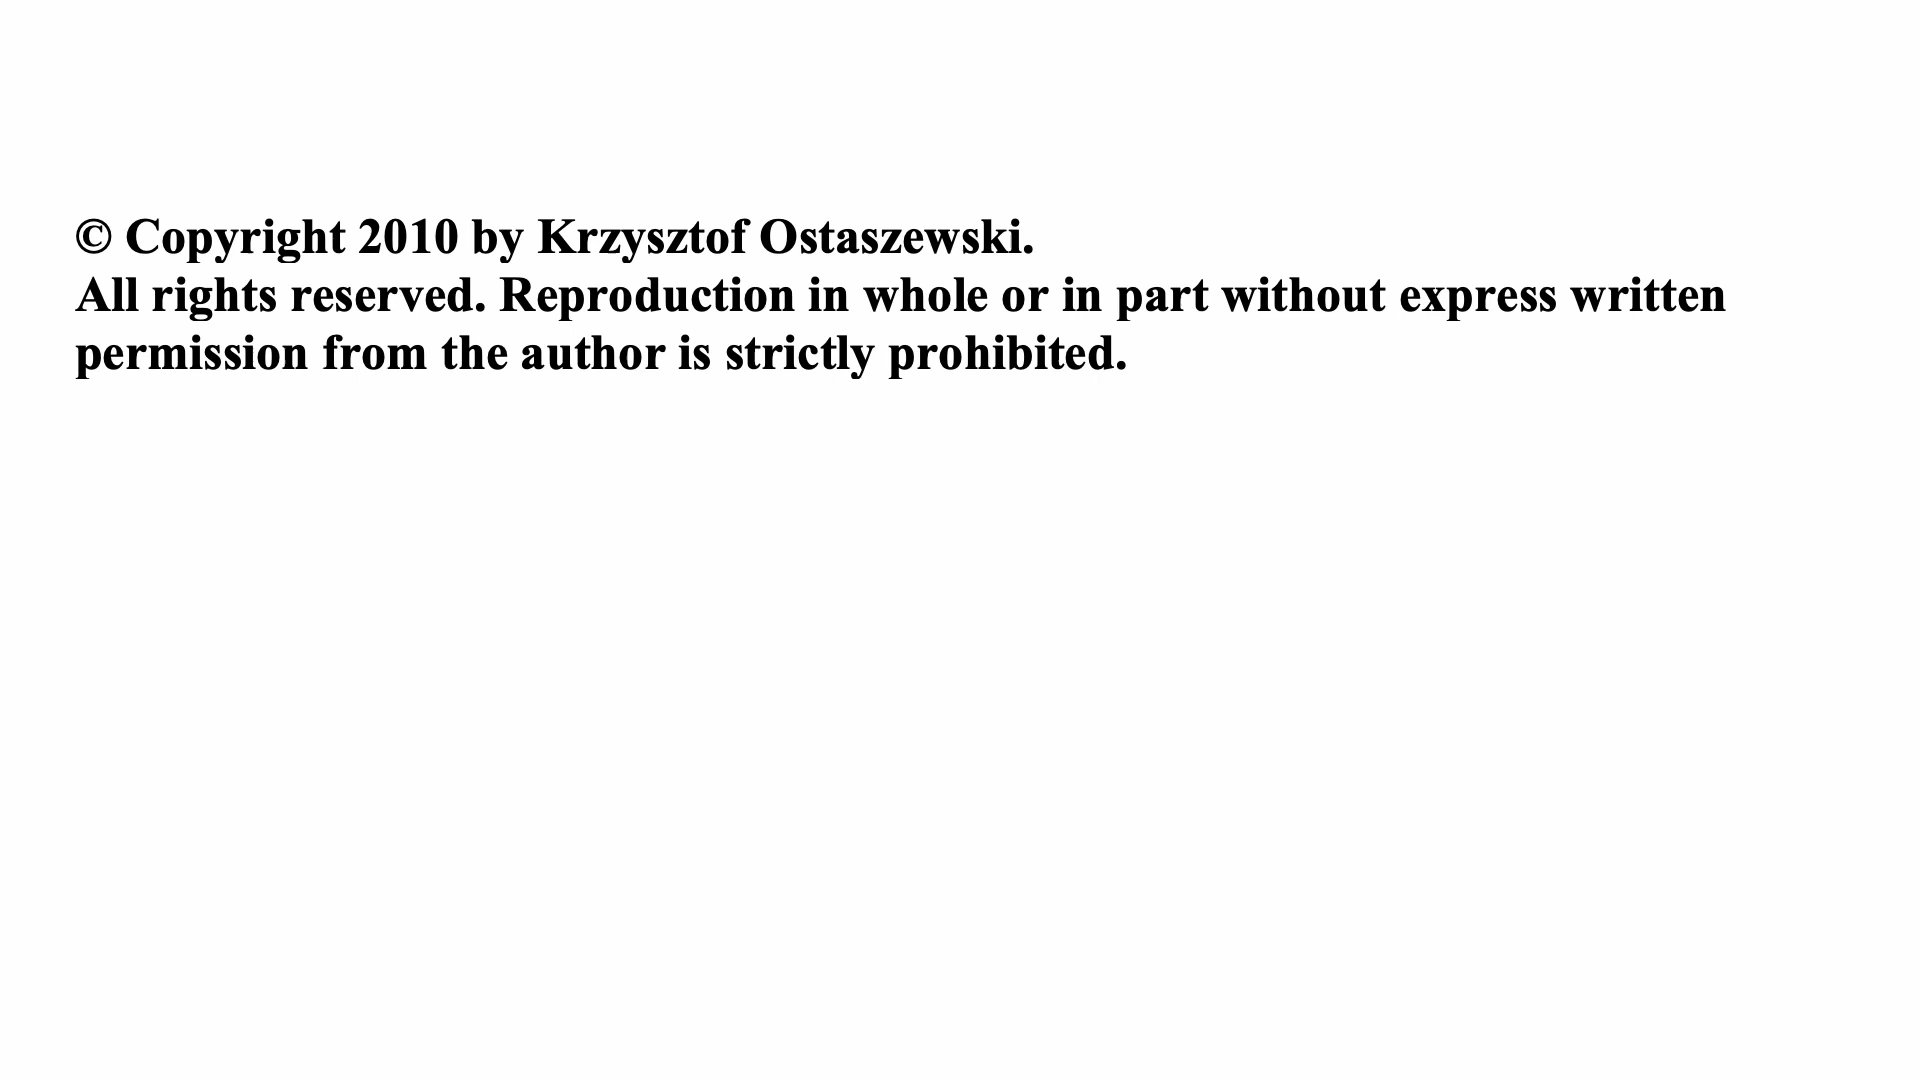 © Copyright 2010 by Krzysztof Ostaszewski.
All rights reserved. Reproduction in whole or in part without express written
permission from the author is strictly prohibited.